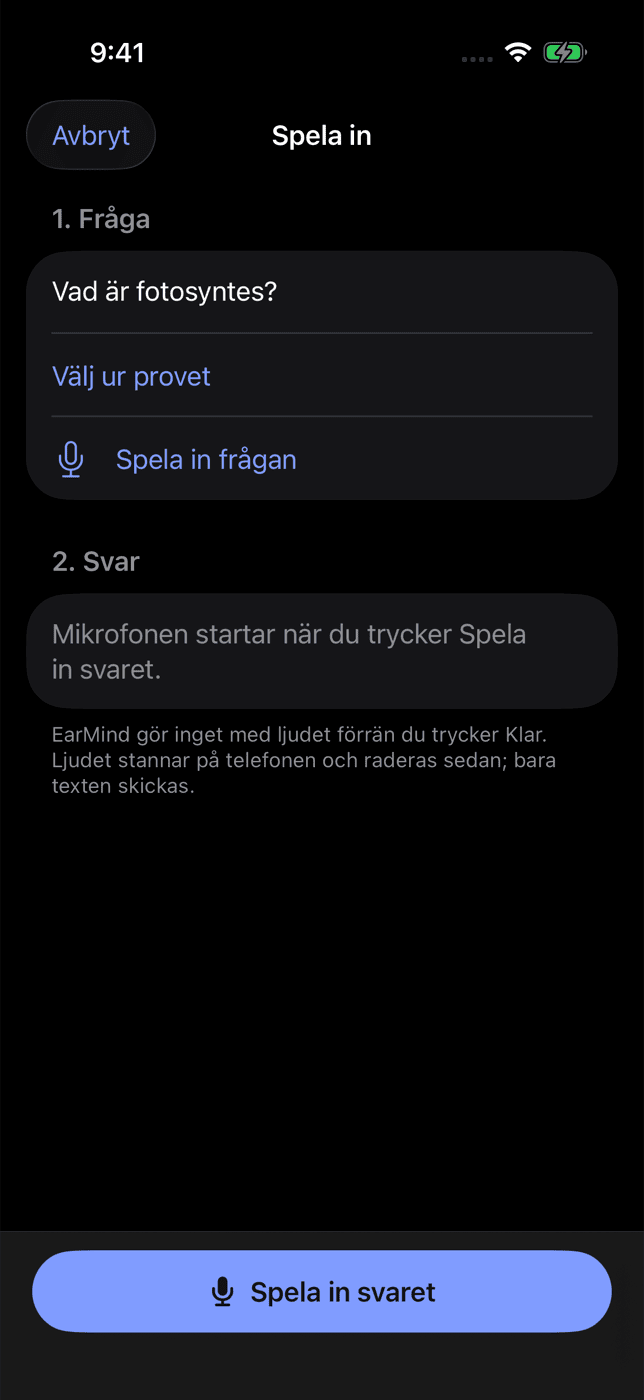 9:41
Avbryt
Spela in
1. Fråga
Vad är fotosyntes?
Välj ur provet
Spela in frågan
2. Svar
Mikrofonen startar när du trycker Spela
in svaret.
EarMind gör inget med ljudet förrän du trycker Klar.
Ljudet stannar på telefonen och raderas sedan; bara
texten skickas.
Spela in svaret